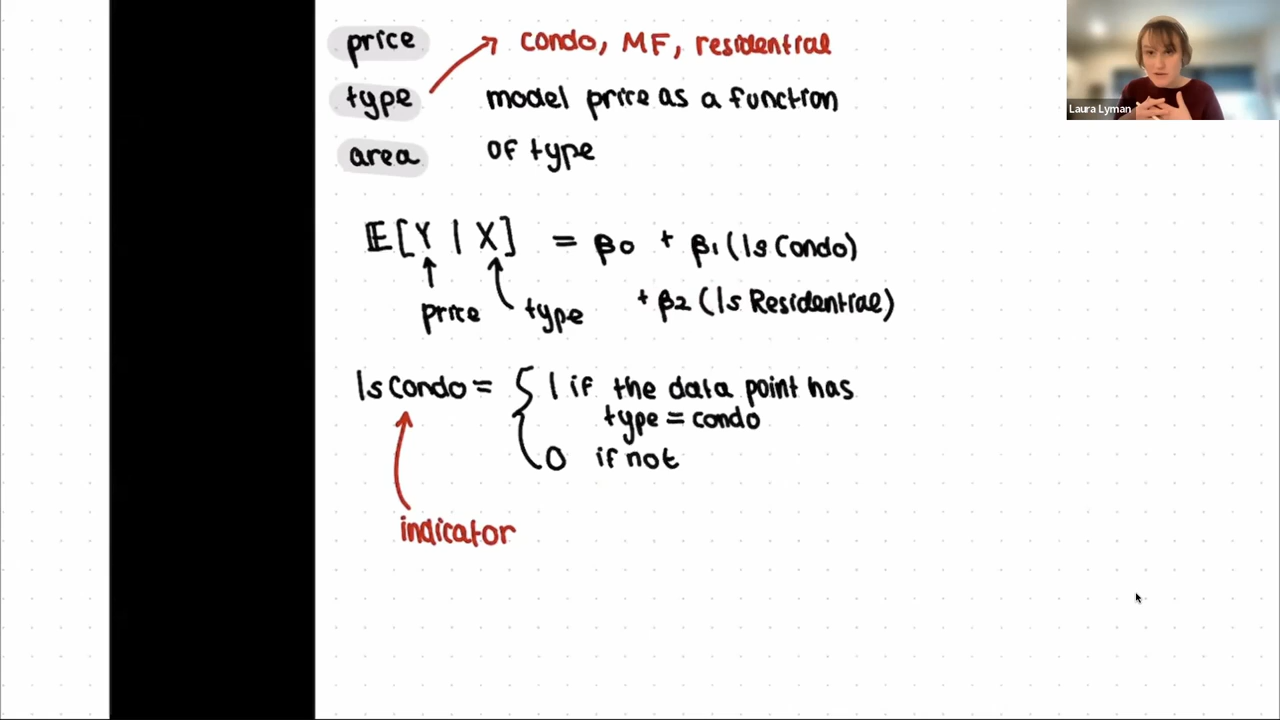 price
condo, MF, residential
type
model price as a function
area
of type
E[Y | X] = β0 + β1 (Is Condo)
+ β2 (Is Residential)
price
type
Is Condo = { 1 if the data point has
type = condo
0 if not
indicator
Laura Lyman